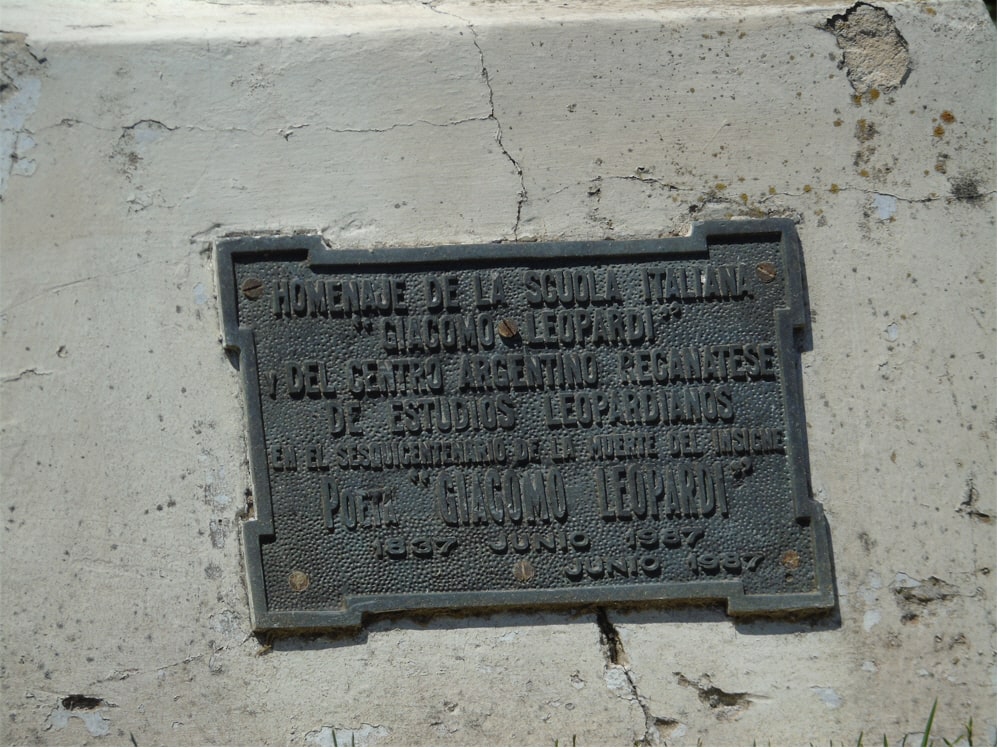 HOMENAJE DE LA SCUOLA ITALIANA
"GIACOMO LEOPARDI"
Y DEL CENTRO ARGENTINO RECANATESE
DE ESTUDIOS LEOPARDIANOS
EN EL SESQUICENTENARIO DE LA MUERTE DEL INSIGNE
POETA "GIACOMO LEOPARDI"
1837 JUNIO 1987
JUNIO 1987